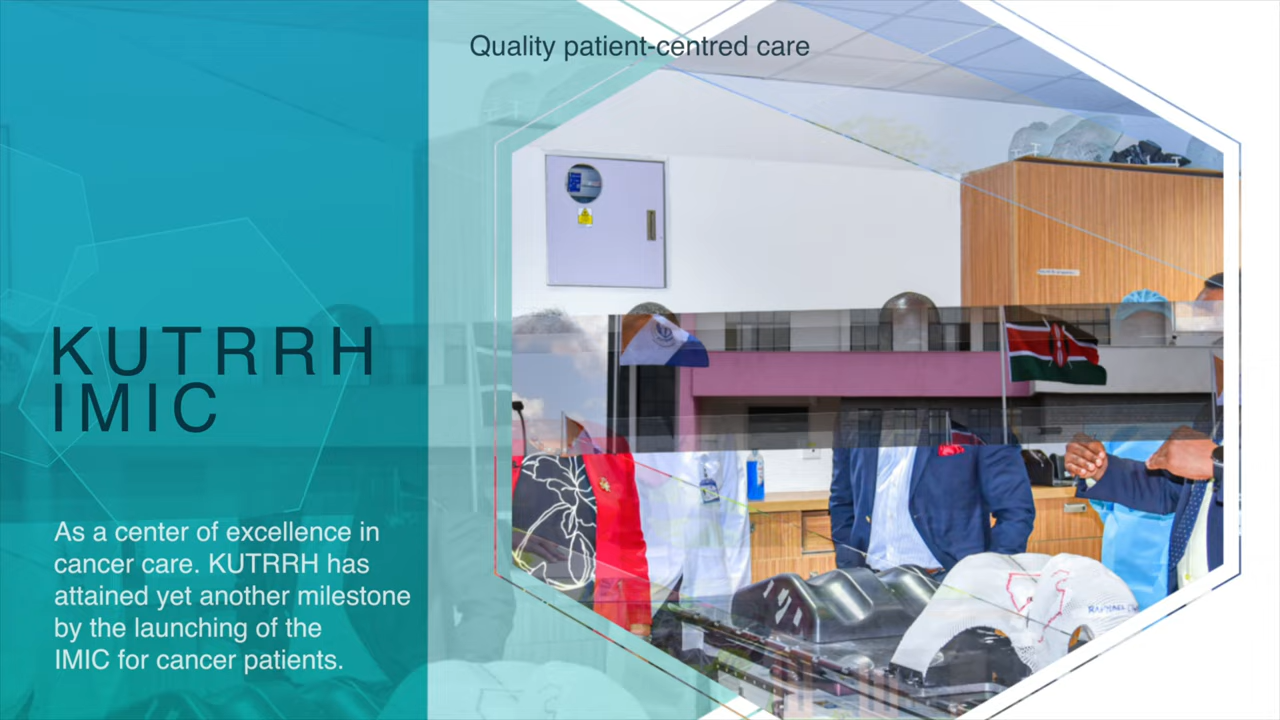 Quality patient-centred care
KUTRRH
IMIC
As a center of excellence in
cancer care. KUTRRH has
attained yet another milestone
by the launching of the
IMIC for cancer patients.